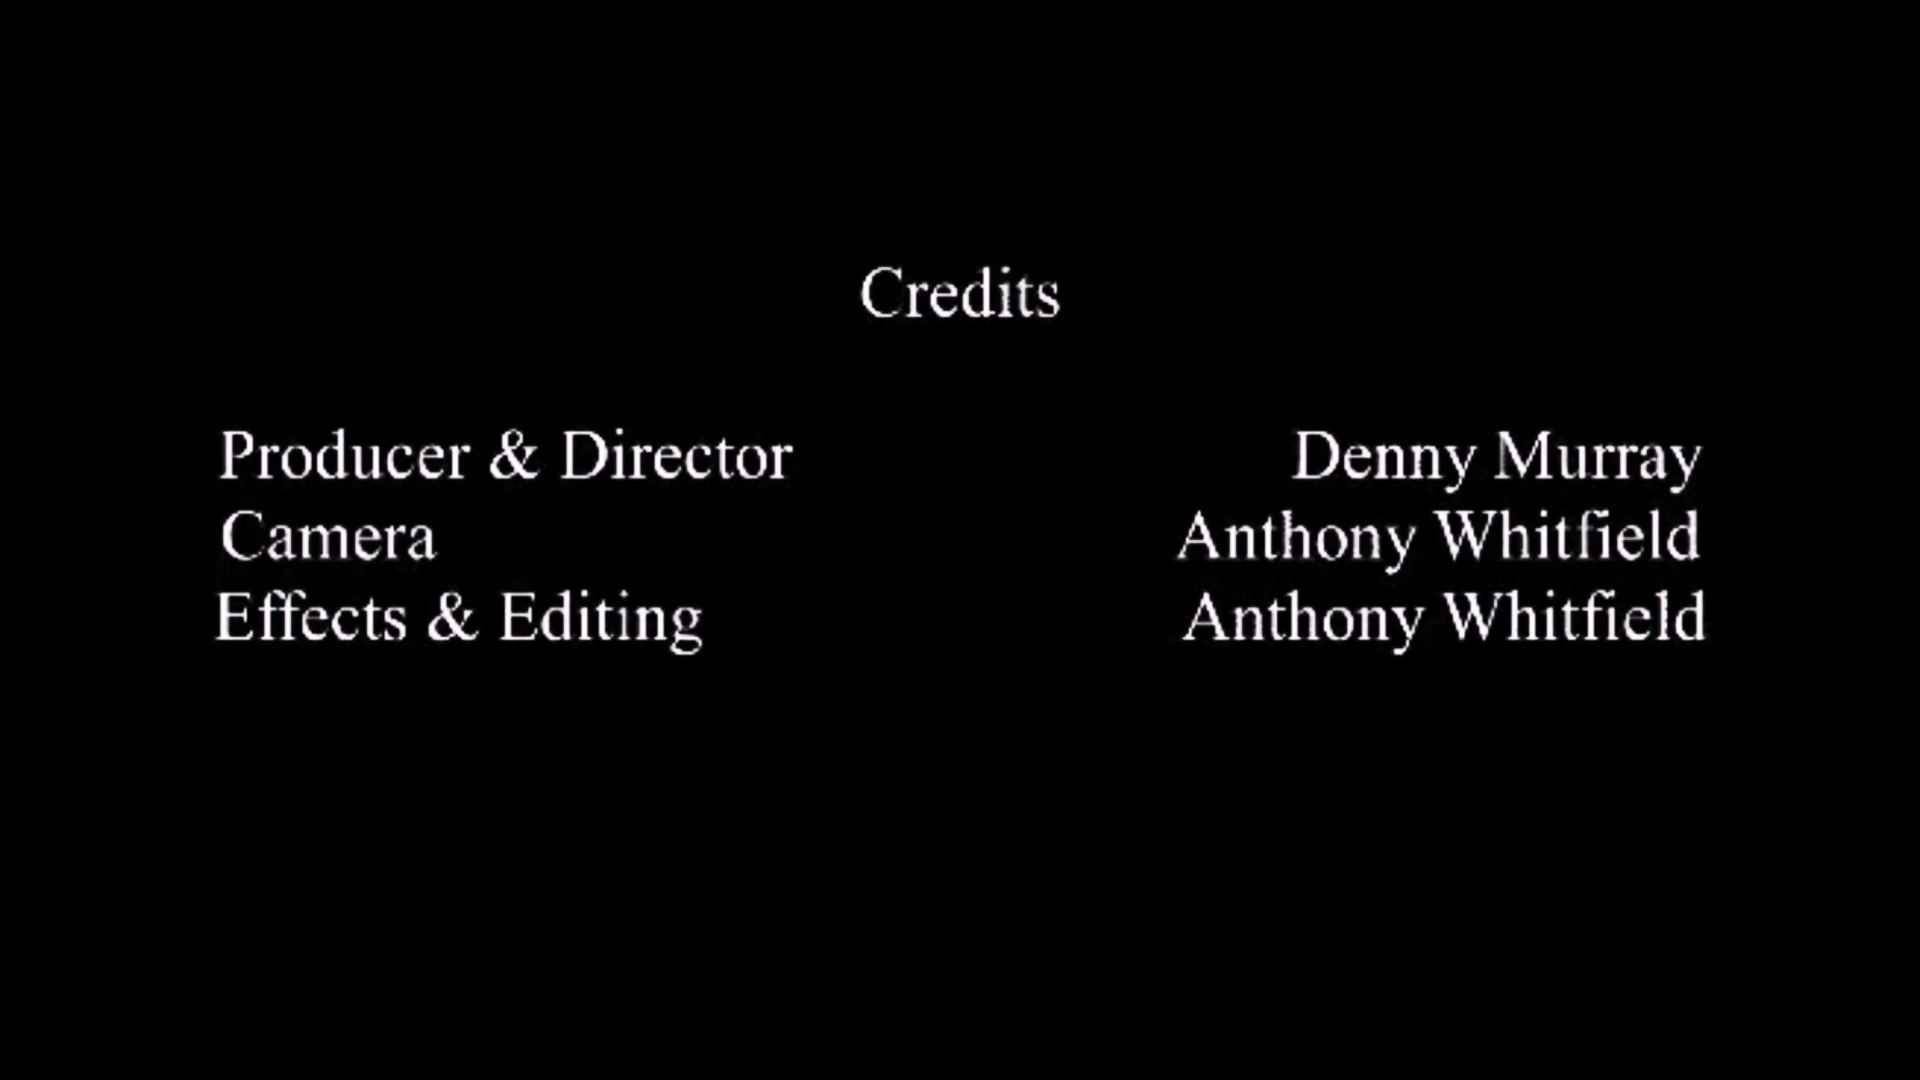 Credits
Producer & Director Denny Murray
Camera Anthony Whitfield
Effects & Editing Anthony Whitfield